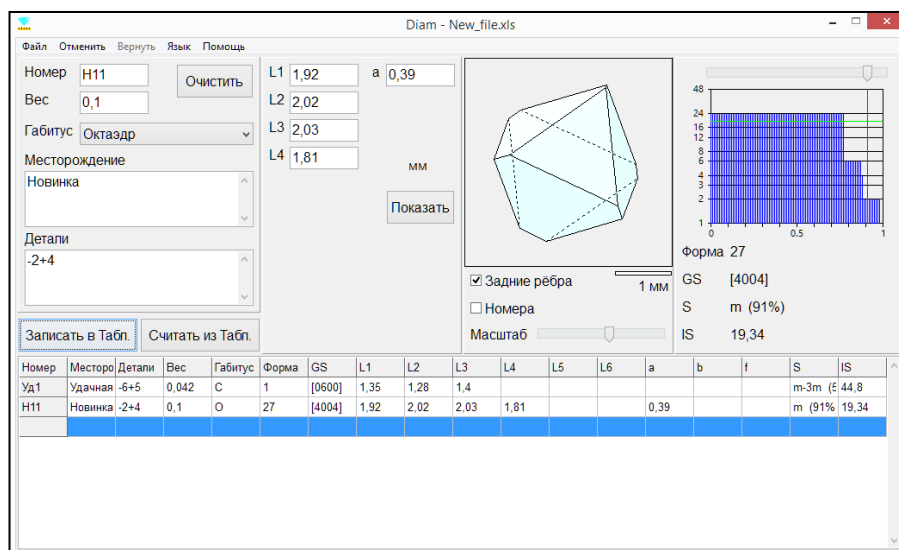 Diam - New_file.xls
Файл Отменить Вернуть Язык Помощь
Номер H11 Очистить
Вес 0,1
Габитус Октаэдр
Месторождение
Новинка
Детали
-2+4
Записать в Табл. Считать из Табл.
L1 1,92 a 0,39
L2 2,02
L3 2,03
L4 1,81
мм
Показать
Задние рёбра
1 мм
Номера
Масштаб
48
24
16
12
8
6
4
3
2
1
0 0.5 1
Форма 27
GS [4004]
S m (91%)
IS 19,34
Номер Месторо Детали Вес Габитус Форма GS L1 L2 L3 L4 L5 L6 a b f S IS
Уд1 Удачная -6+5 0,042 C 1 [0600] 1,35 1,28 1,4 m-3m (5 44,8
H11 Новинка -2+4 0,1 O 27 [4004] 1,92 2,02 2,03 1,81 0,39 m (91% 19,34